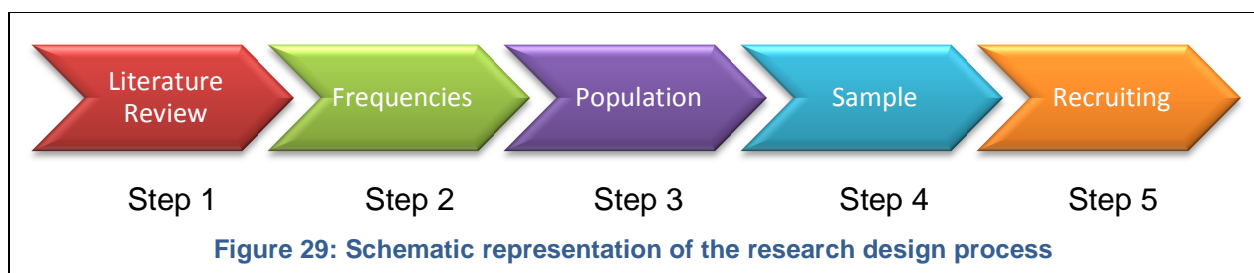 Literature
Review
Frequencies
Population
Sample
Recruiting
Step 1
Step 2
Step 3
Step 4
Step 5
Figure 29: Schematic representation of the research design process